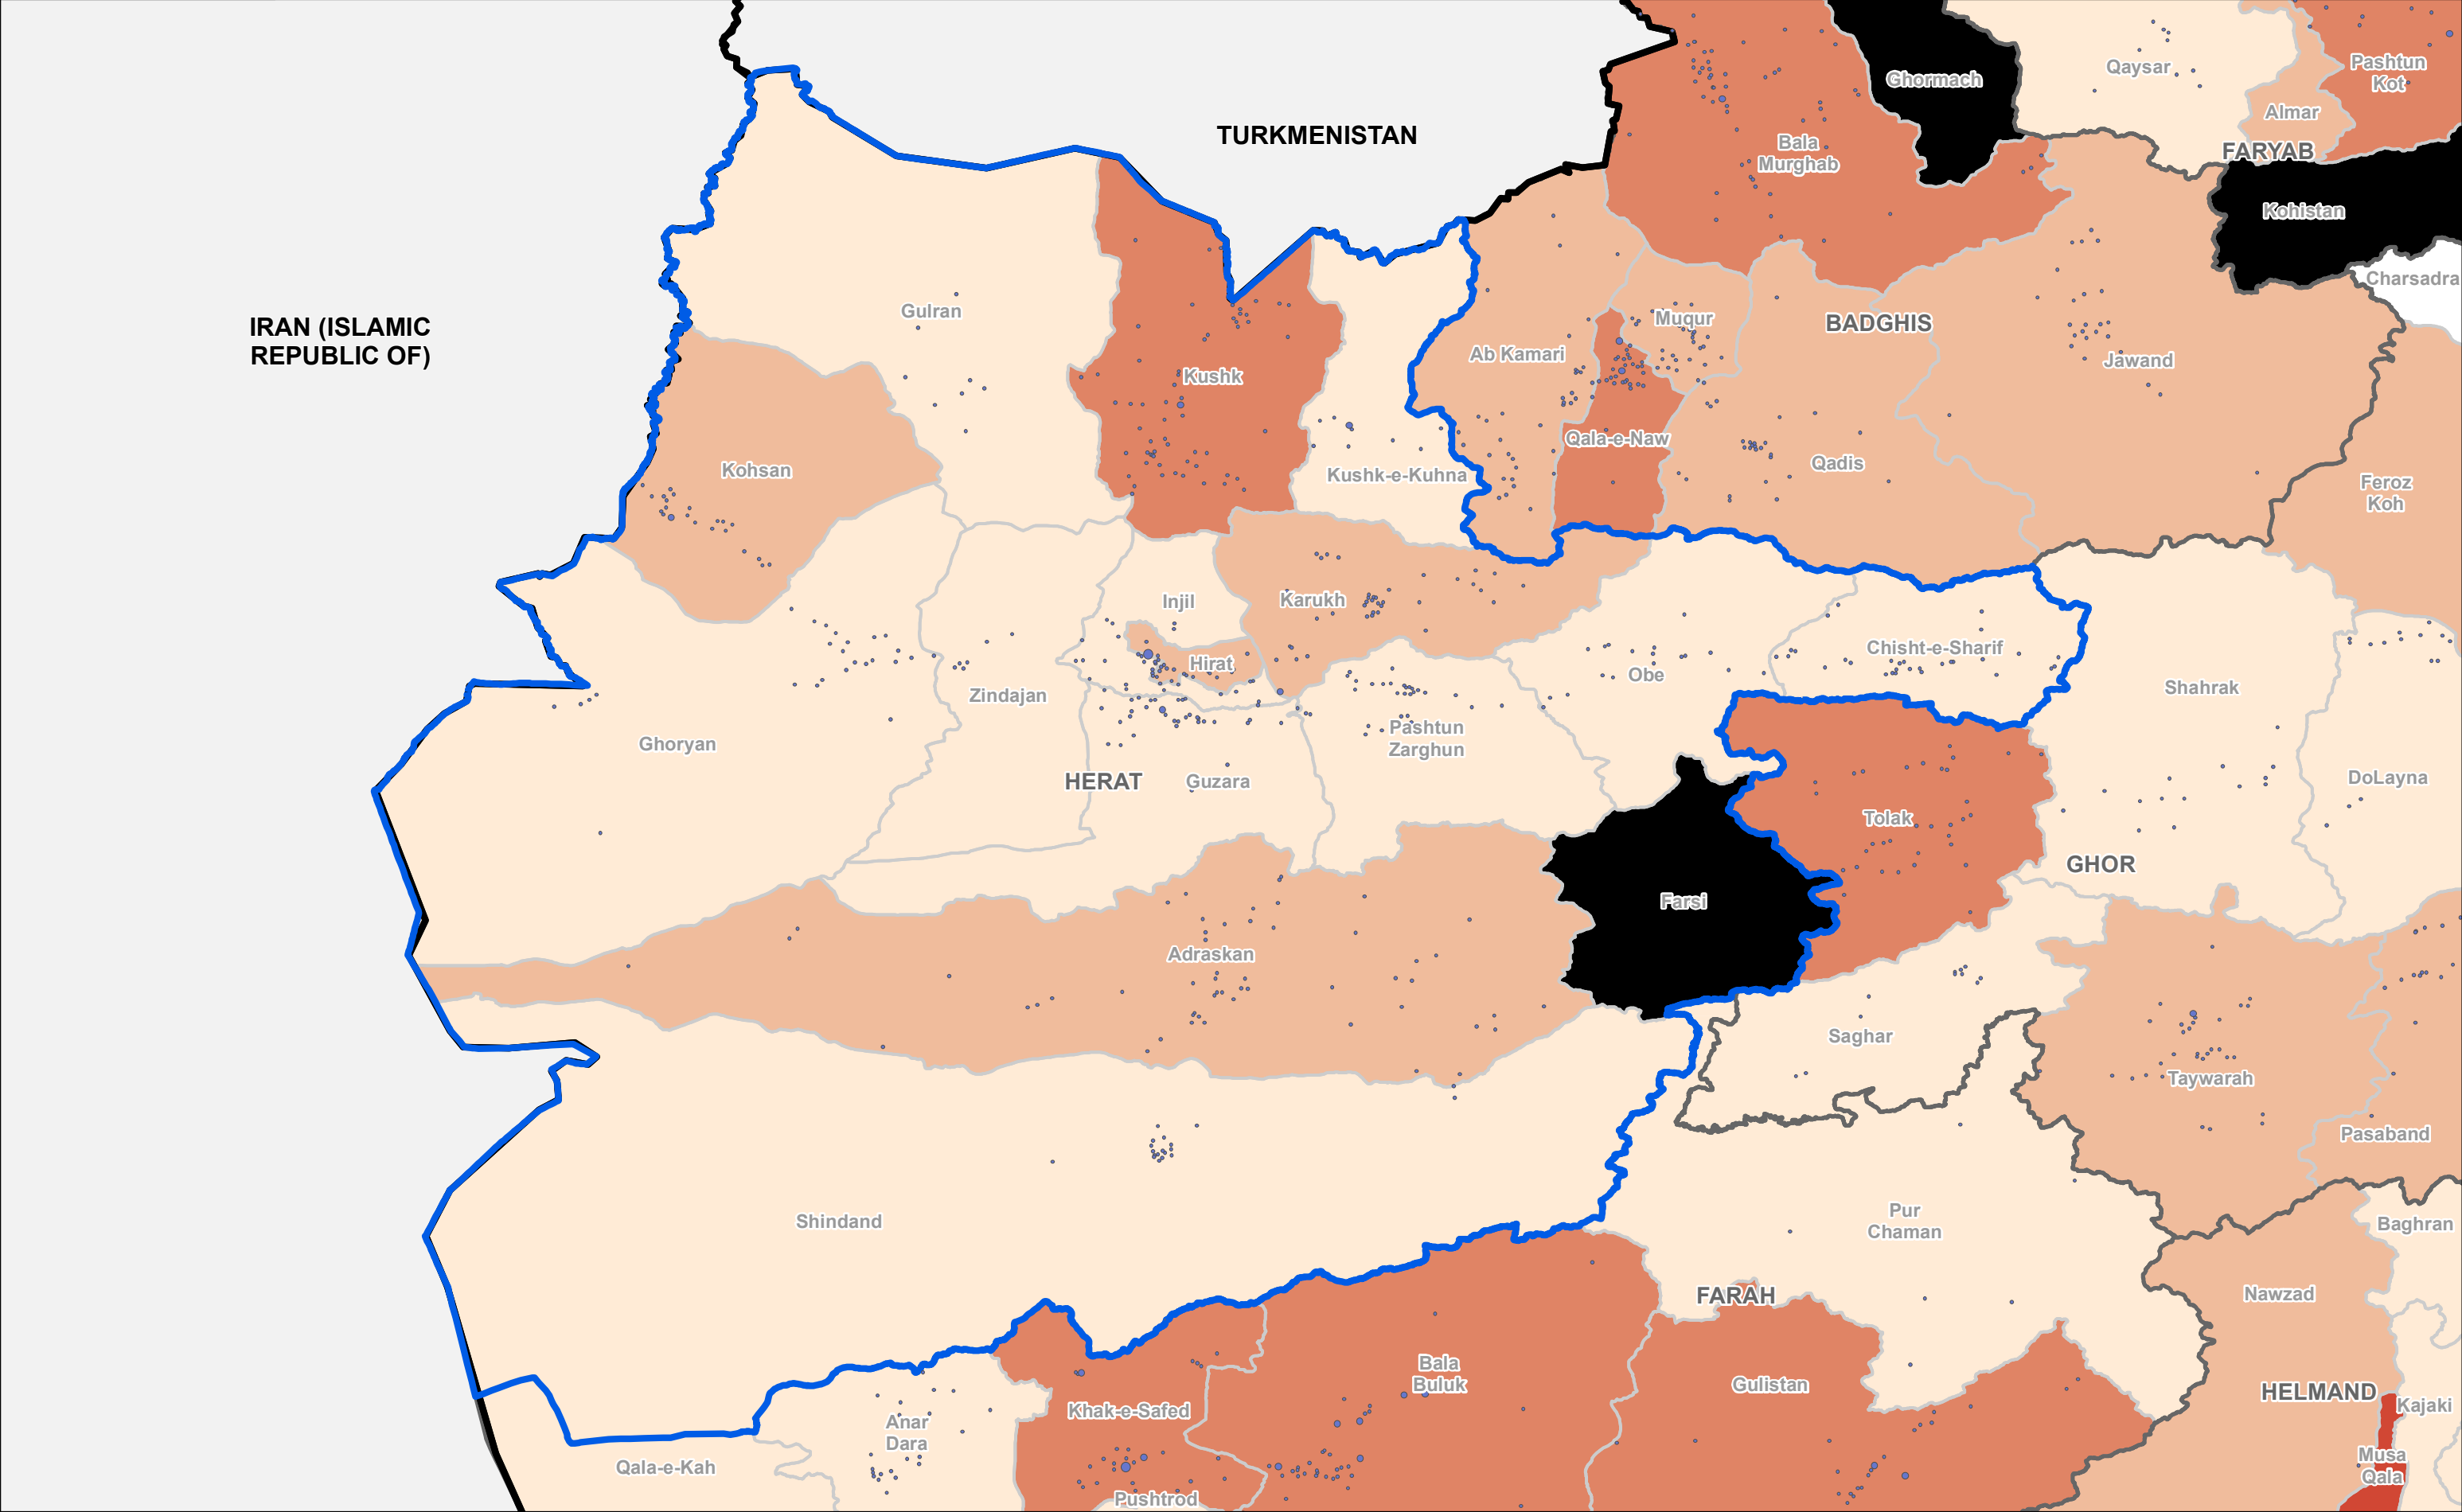 Ghormach
Qaysar
Pashtun
Kot
Almar
TURKMENISTAN
Bala
Murghab
FARYAB
Kohistan
Charsadra
IRAN (ISLAMIC
REPUBLIC OF)
Gulran
Muqur
BADGHIS
Ab Kamari
Jawand
Kushk
Qala-e-Naw
Kohsan
Kushk-e-Kuhna
Qadis
Feroz
Koh
Injil
Karukh
Hirat
Chisht-e-Sharif
Obe
Zindajan
Shahrak
Ghoryan
Pashtun
Zarghun
HERAT
Guzara
DoLayna
Tolak
GHOR
Farsi
Adraskan
Saghar
Taywarah
Pasaband
Shindand
Pur
Chaman
Baghran
FARAH
Nawzad
Bala
Buluk
Gulistan
HELMAND
Kajaki
Khak-e-Safed
Anar
Dara
Qala-e-Kah
Musa
Qala
Pushtrod